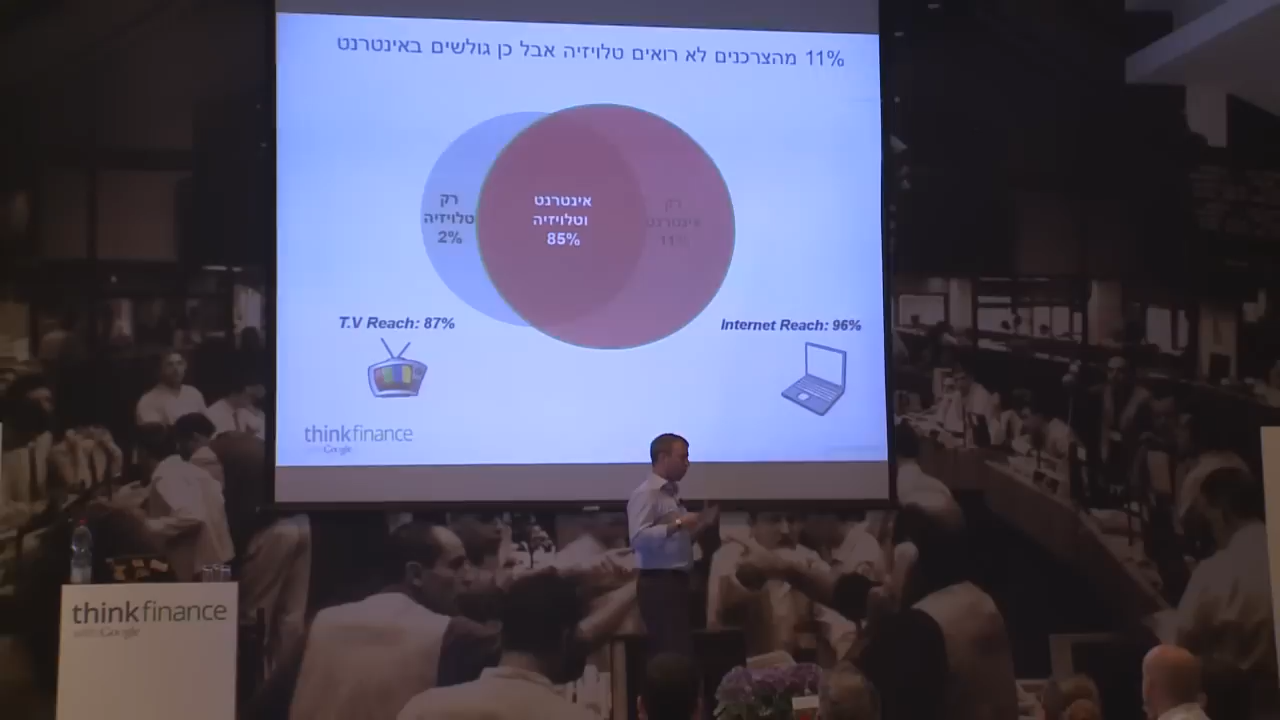 11% מהצרכנים לא רואים טלויזיה אבל כן גולשים באינטרנט
רק
טלויזיה
2%
אינטרנט
וטלויזיה
85%
רק
אינטרנט
11%
T.V Reach: 87%
Internet Reach: 96%
thinkfinance
with Google
thinkfinance
with Google